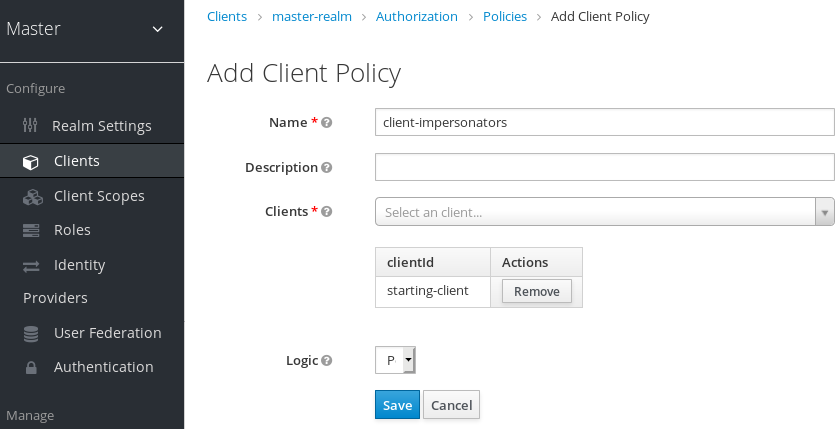 Master
Configure
Realm Settings
Clients
Client Scopes
Roles
Identity
Providers
User Federation
Authentication
Manage
Clients > master-realm > Authorization > Policies > Add Client Policy
Add Client Policy
Name * client-impersonators
Description
Clients * Select an client...
clientId Actions
starting-client Remove
Logic P
Save Cancel